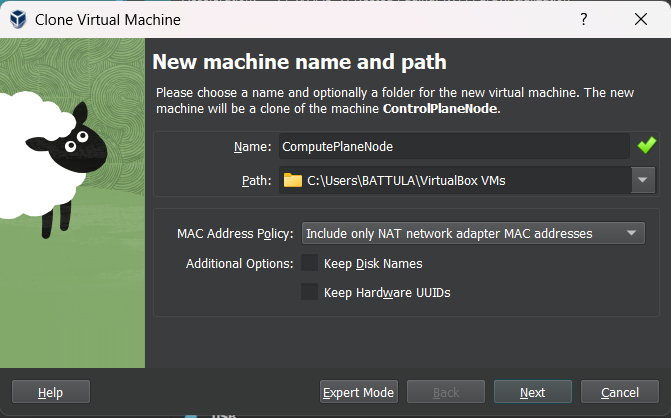 Clone Virtual Machine
?
New machine name and path
Please choose a name and optionally a folder for the new virtual machine. The new
machine will be a clone of the machine ControlPlaneNode.
Name: ComputePlaneNode
Path: C:\Users\BATTULA\VirtualBox VMs
MAC Address Policy: Include only NAT network adapter MAC addresses
Additional Options: Keep Disk Names
Keep Hardware UUIDs
Help Expert Mode Back Next Cancel